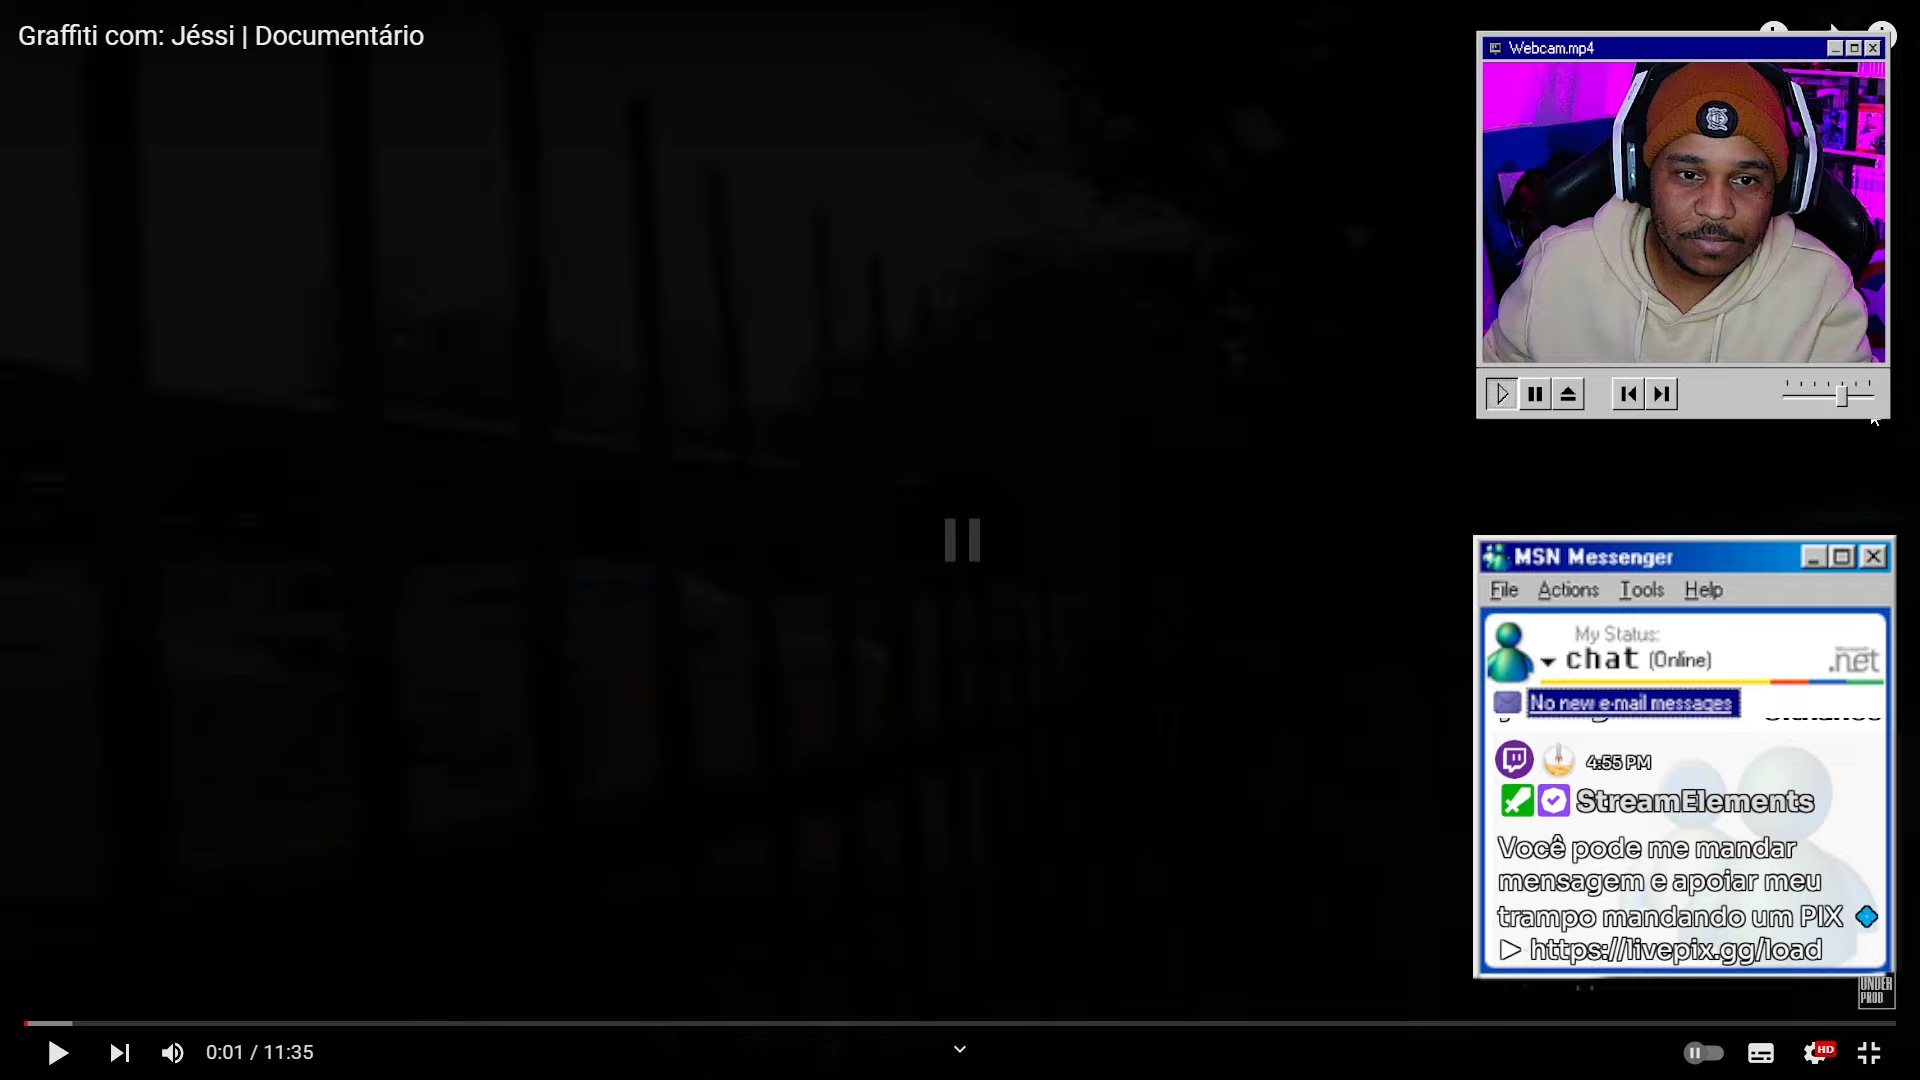 Graffiti com: Jéssi | Documentário
Webcam.mp4
MSN Messenger
File Actions Tools Help
My Status:
chat (Online)
.net
No new e-mail messages
4:55 PM
StreamElements
Você pode me mandar
mensagem e apoiar meu
trampo mandando um PIX
https://livepix.gg/load
UNDER
PROD
0:01 / 11:35
HD